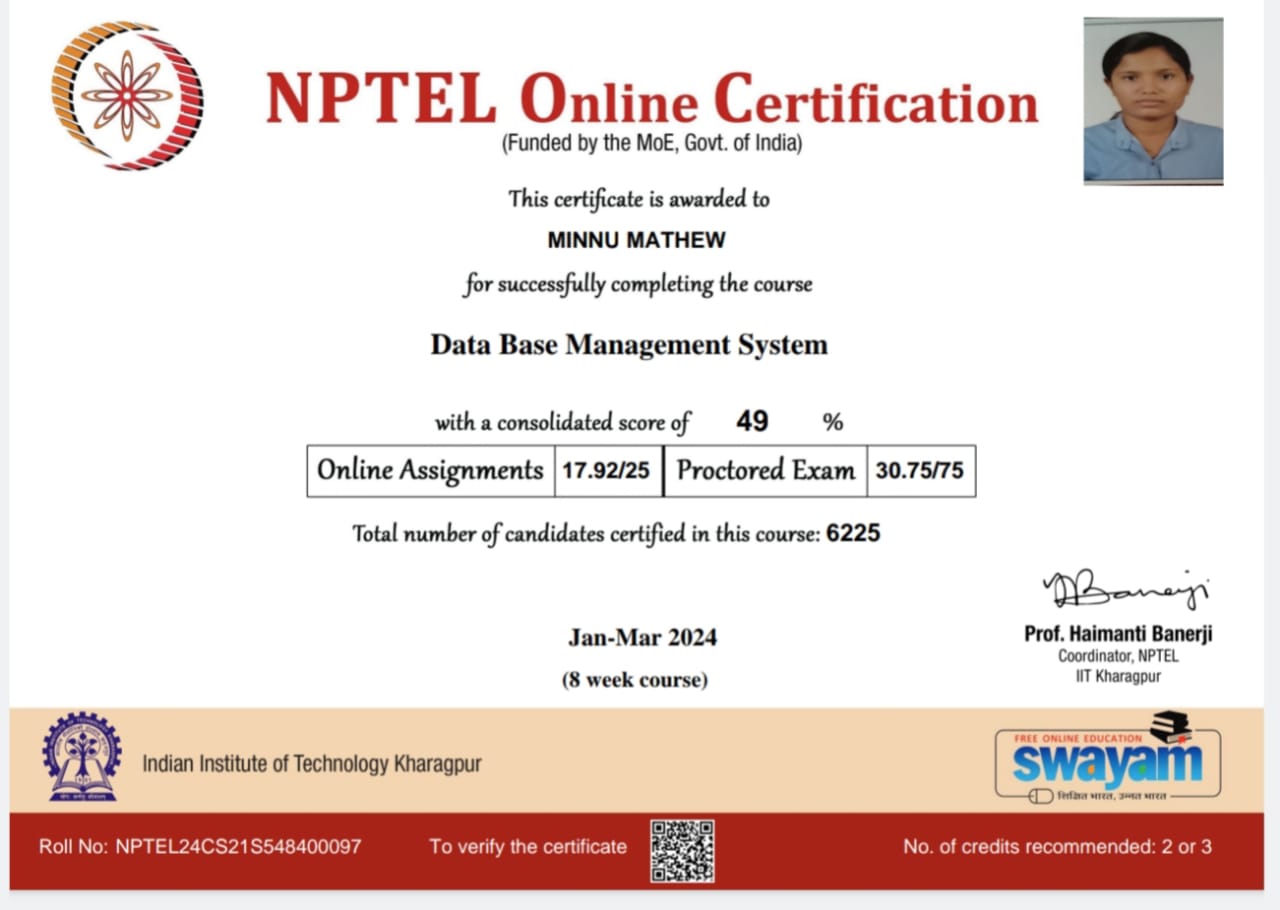 NPTEL Online Certification
(Funded by the MoE, Govt. of India)
This certificate is awarded to
MINNU MATHEW
for successfully completing the course
Data Base Management System
with a consolidated score of 49 %
Online Assignments 17.92/25 Proctored Exam 30.75/75
Total number of candidates certified in this course: 6225
Jan-Mar 2024
(8 week course)
Prof. Haimanti Banerji
Coordinator, NPTEL
IIT Kharagpur
Indian Institute of Technology Kharagpur
FREE ONLINE EDUCATION
swayam
शिक्षित भारत, उन्नत भारत
Roll No: NPTEL24CS21S548400097 To verify the certificate No. of credits recommended: 2 or 3